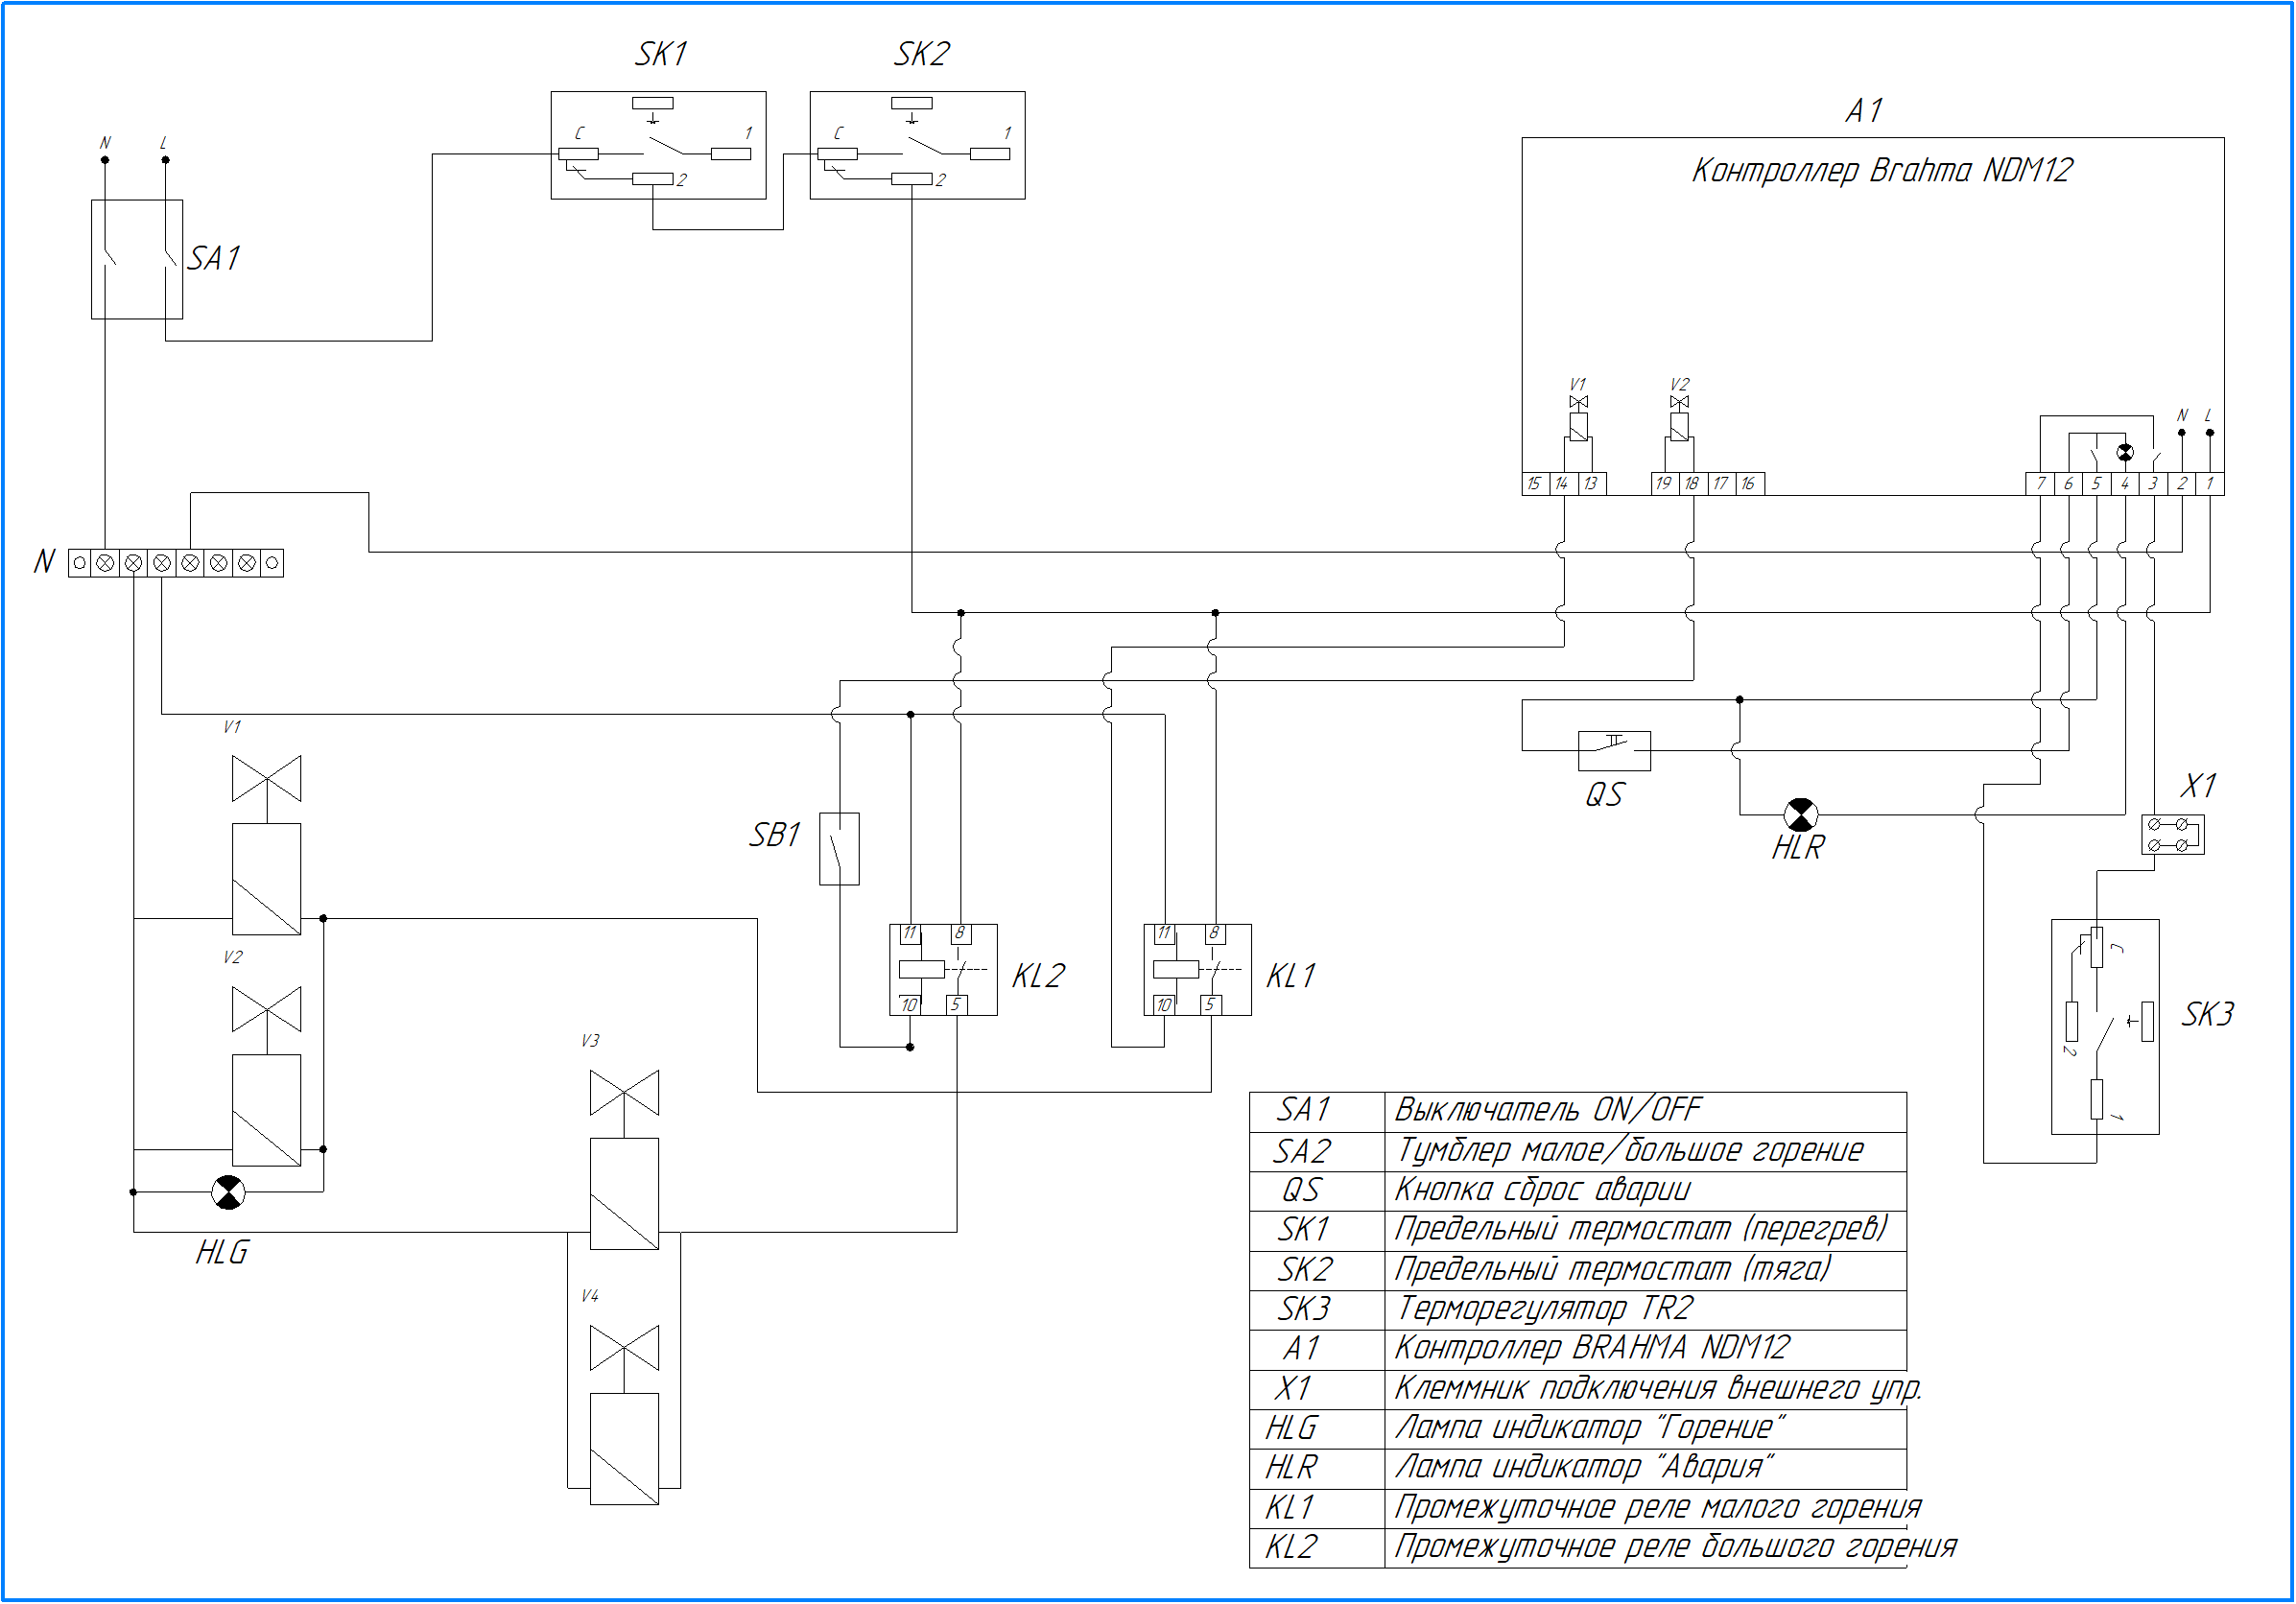 SK1
SK2
A1
C
1
2
C
1
2
Контроллер Brahma NDM12
N
L
SA1
V1
V2
N
L
15 14 13
19 18 17 16
7 6 5 4 3 2 1
N
V1
QS
X1
SB1
HLR
11
8
KL2
10
5
11
8
KL1
10
5
V2
V3
C
2
1
SK3
HLG
V4
SA1 Выключатель ON/OFF
SA2 Тумблер малое/большое горение
QS Кнопка сброс аварии
SK1 Предельный термостат (перегрев)
SK2 Предельный термостат (тяга)
SK3 Терморегулятор TR2
A1 Контроллер BRAHMA NDM12
X1 Клеммник подключения внешнего упр.
HLG Лампа индикатор "Горение"
HLR Лампа индикатор "Авария"
KL1 Промежуточное реле малого горения
KL2 Промежуточное реле большого горения